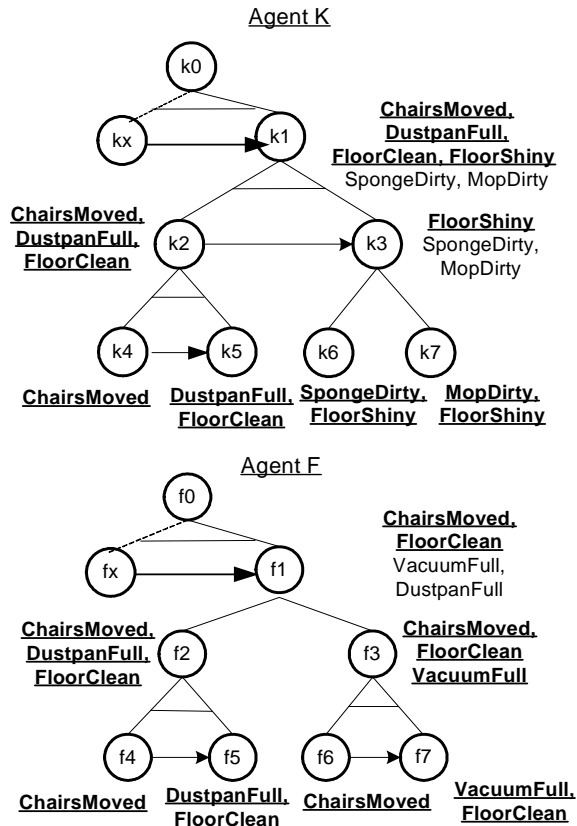 Agent K
k0
kx
k1
ChairsMoved,
DustpanFull,
FloorClean, FloorShiny
SpongeDirty, MopDirty
ChairsMoved,
DustpanFull,
FloorClean
k2
k3
FloorShiny
SpongeDirty,
MopDirty
k4
k5
k6
k7
ChairsMoved
DustpanFull,
FloorClean
SpongeDirty,
FloorShiny
MopDirty,
FloorShiny
Agent F
f0
fx
f1
ChairsMoved,
FloorClean
VacuumFull,
DustpanFull
ChairsMoved,
DustpanFull,
FloorClean
f2
f3
ChairsMoved,
FloorClean
VacuumFull
f4
f5
f6
f7
ChairsMoved
DustpanFull,
FloorClean
ChairsMoved
VacuumFull,
FloorClean